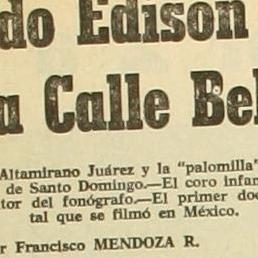 do Edison
a Calle Bel
Altamirano Juárez y la "palomilla"
de Santo Domingo.—El coro infan
tor del fonógrafo.—El primer doc
tal que se filmó en México.
r Francisco MENDOZA R.